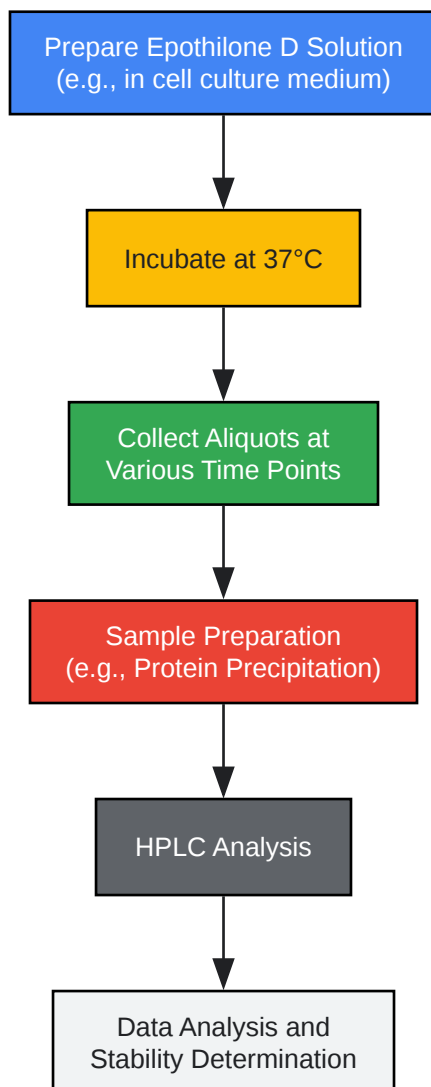 Prepare Epothilone D Solution
(e.g., in cell culture medium)
Incubate at 37°C
Collect Aliquots at
Various Time Points
Sample Preparation
(e.g., Protein Precipitation)
HPLC Analysis
Data Analysis and
Stability Determination